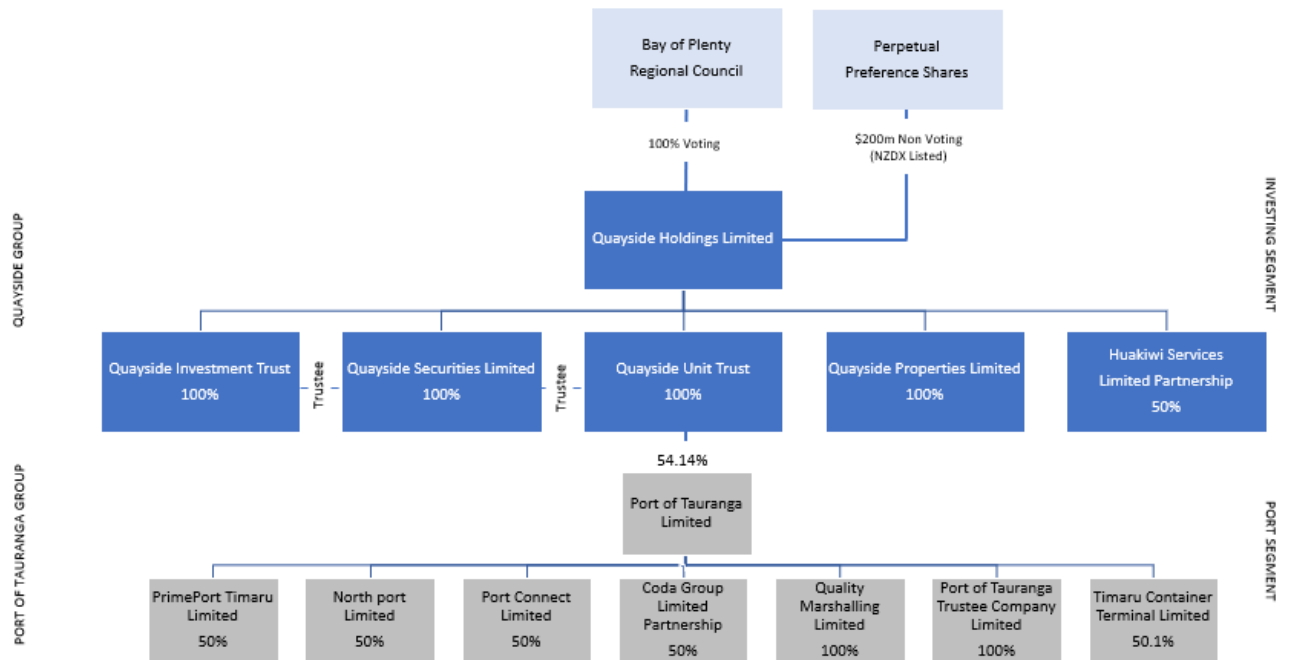 Bay of Plenty
Regional Council
Perpetual
Preference Shares
100% Voting
$200m Non Voting
(NZDX Listed)
QUAYSIDE GROUP
INVESTING SEGMENT
Quayside Holdings Limited
Quayside Investment Trust
100%
Trustee
Quayside Securities Limited
100%
Trustee
Quayside Unit Trust
100%
Quayside Properties Limited
100%
Huakiwi Services
Limited Partnership
50%
54.14%
PORT OF TAURANGA GROUP
PORT SEGMENT
Port of Tauranga
Limited
PrimePort Timaru
Limited
50%
North port
Limited
50%
Port Connect
Limited
50%
Coda Group
Limited
Partnership
50%
Quality
Marshalling
Limited
100%
Port of Tauranga
Trustee Company
Limited
100%
Timaru Container
Terminal Limited
50.1%